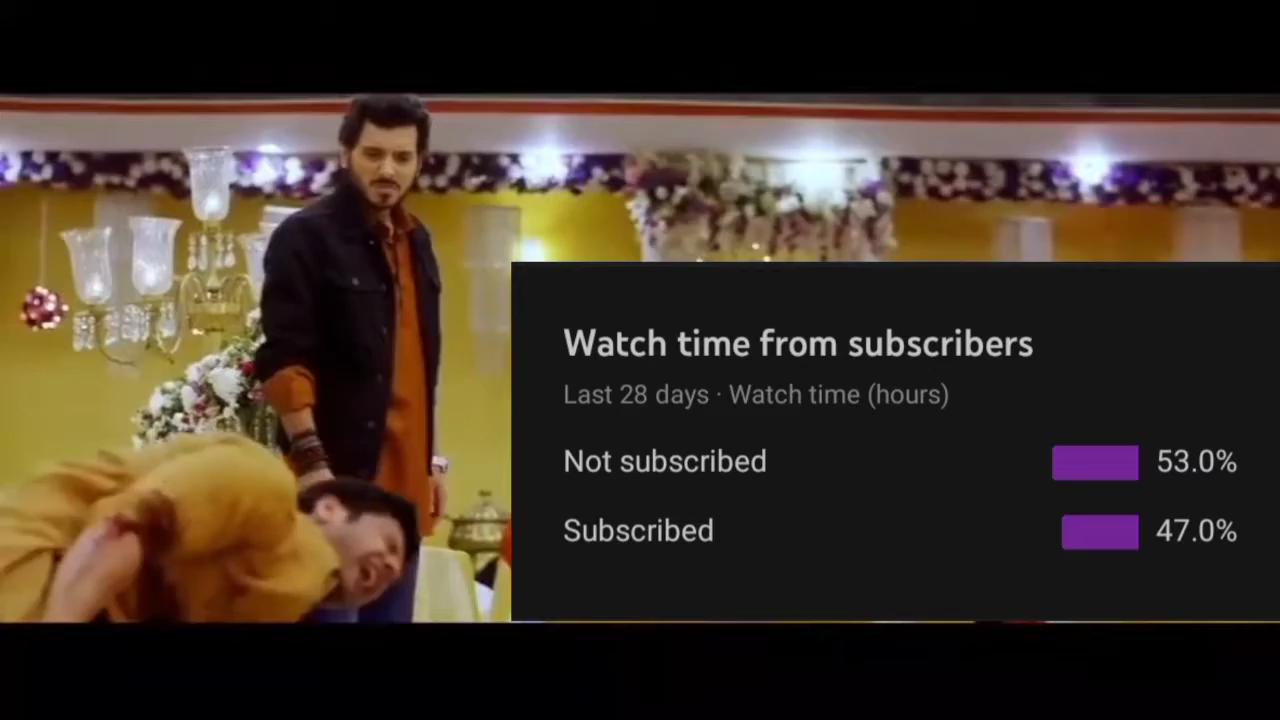 Watch time from subscribers
Last 28 days · Watch time (hours)
Not subscribed 53.0%
Subscribed 47.0%